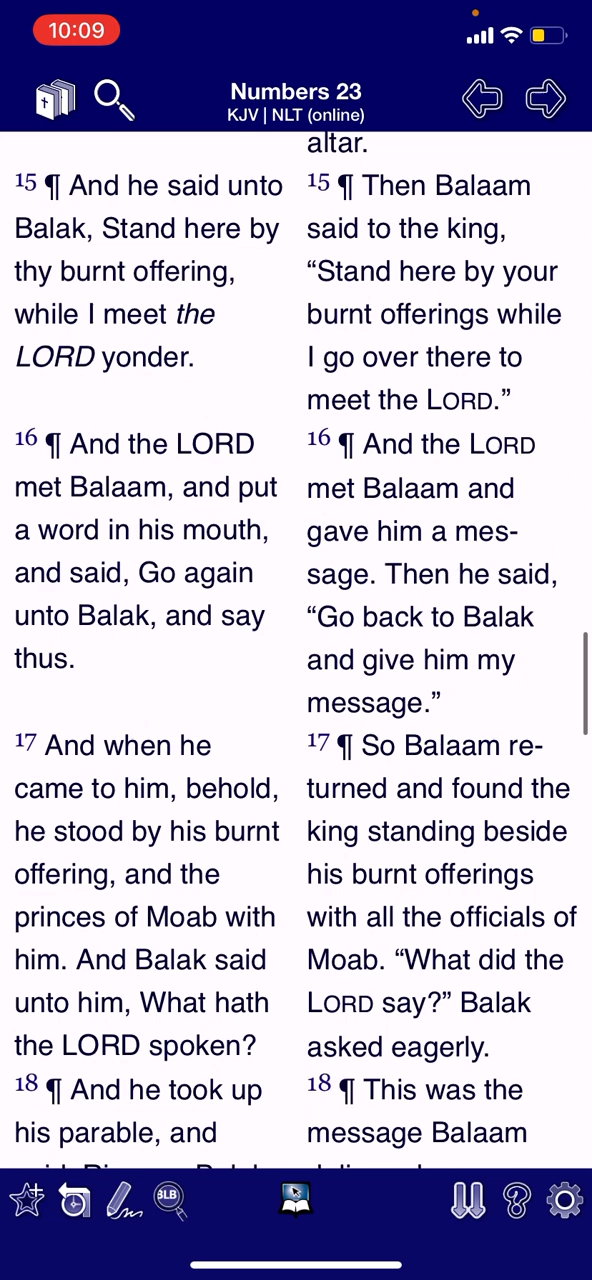 10:09
Numbers 23
KJV | NLT (online)
altar.
15 ¶ And he said unto
Balak, Stand here by
thy burnt offering,
while I meet the
LORD yonder.
15 ¶ Then Balaam
said to the king,
“Stand here by your
burnt offerings while
I go over there to
meet the LORD.”
16 ¶ And the LORD
met Balaam, and put
a word in his mouth,
and said, Go again
unto Balak, and say
thus.
16 ¶ And the LORD
met Balaam and
gave him a mes-
sage. Then he said,
“Go back to Balak
and give him my
message.”
17 And when he
came to him, behold,
he stood by his burnt
offering, and the
princes of Moab with
him. And Balak said
unto him, What hath
the LORD spoken?
17 ¶ So Balaam re-
turned and found the
king standing beside
his burnt offerings
with all the officials of
Moab. “What did the
LORD say?” Balak
asked eagerly.
18 ¶ And he took up
his parable, and
18 ¶ This was the
message Balaam
BLB